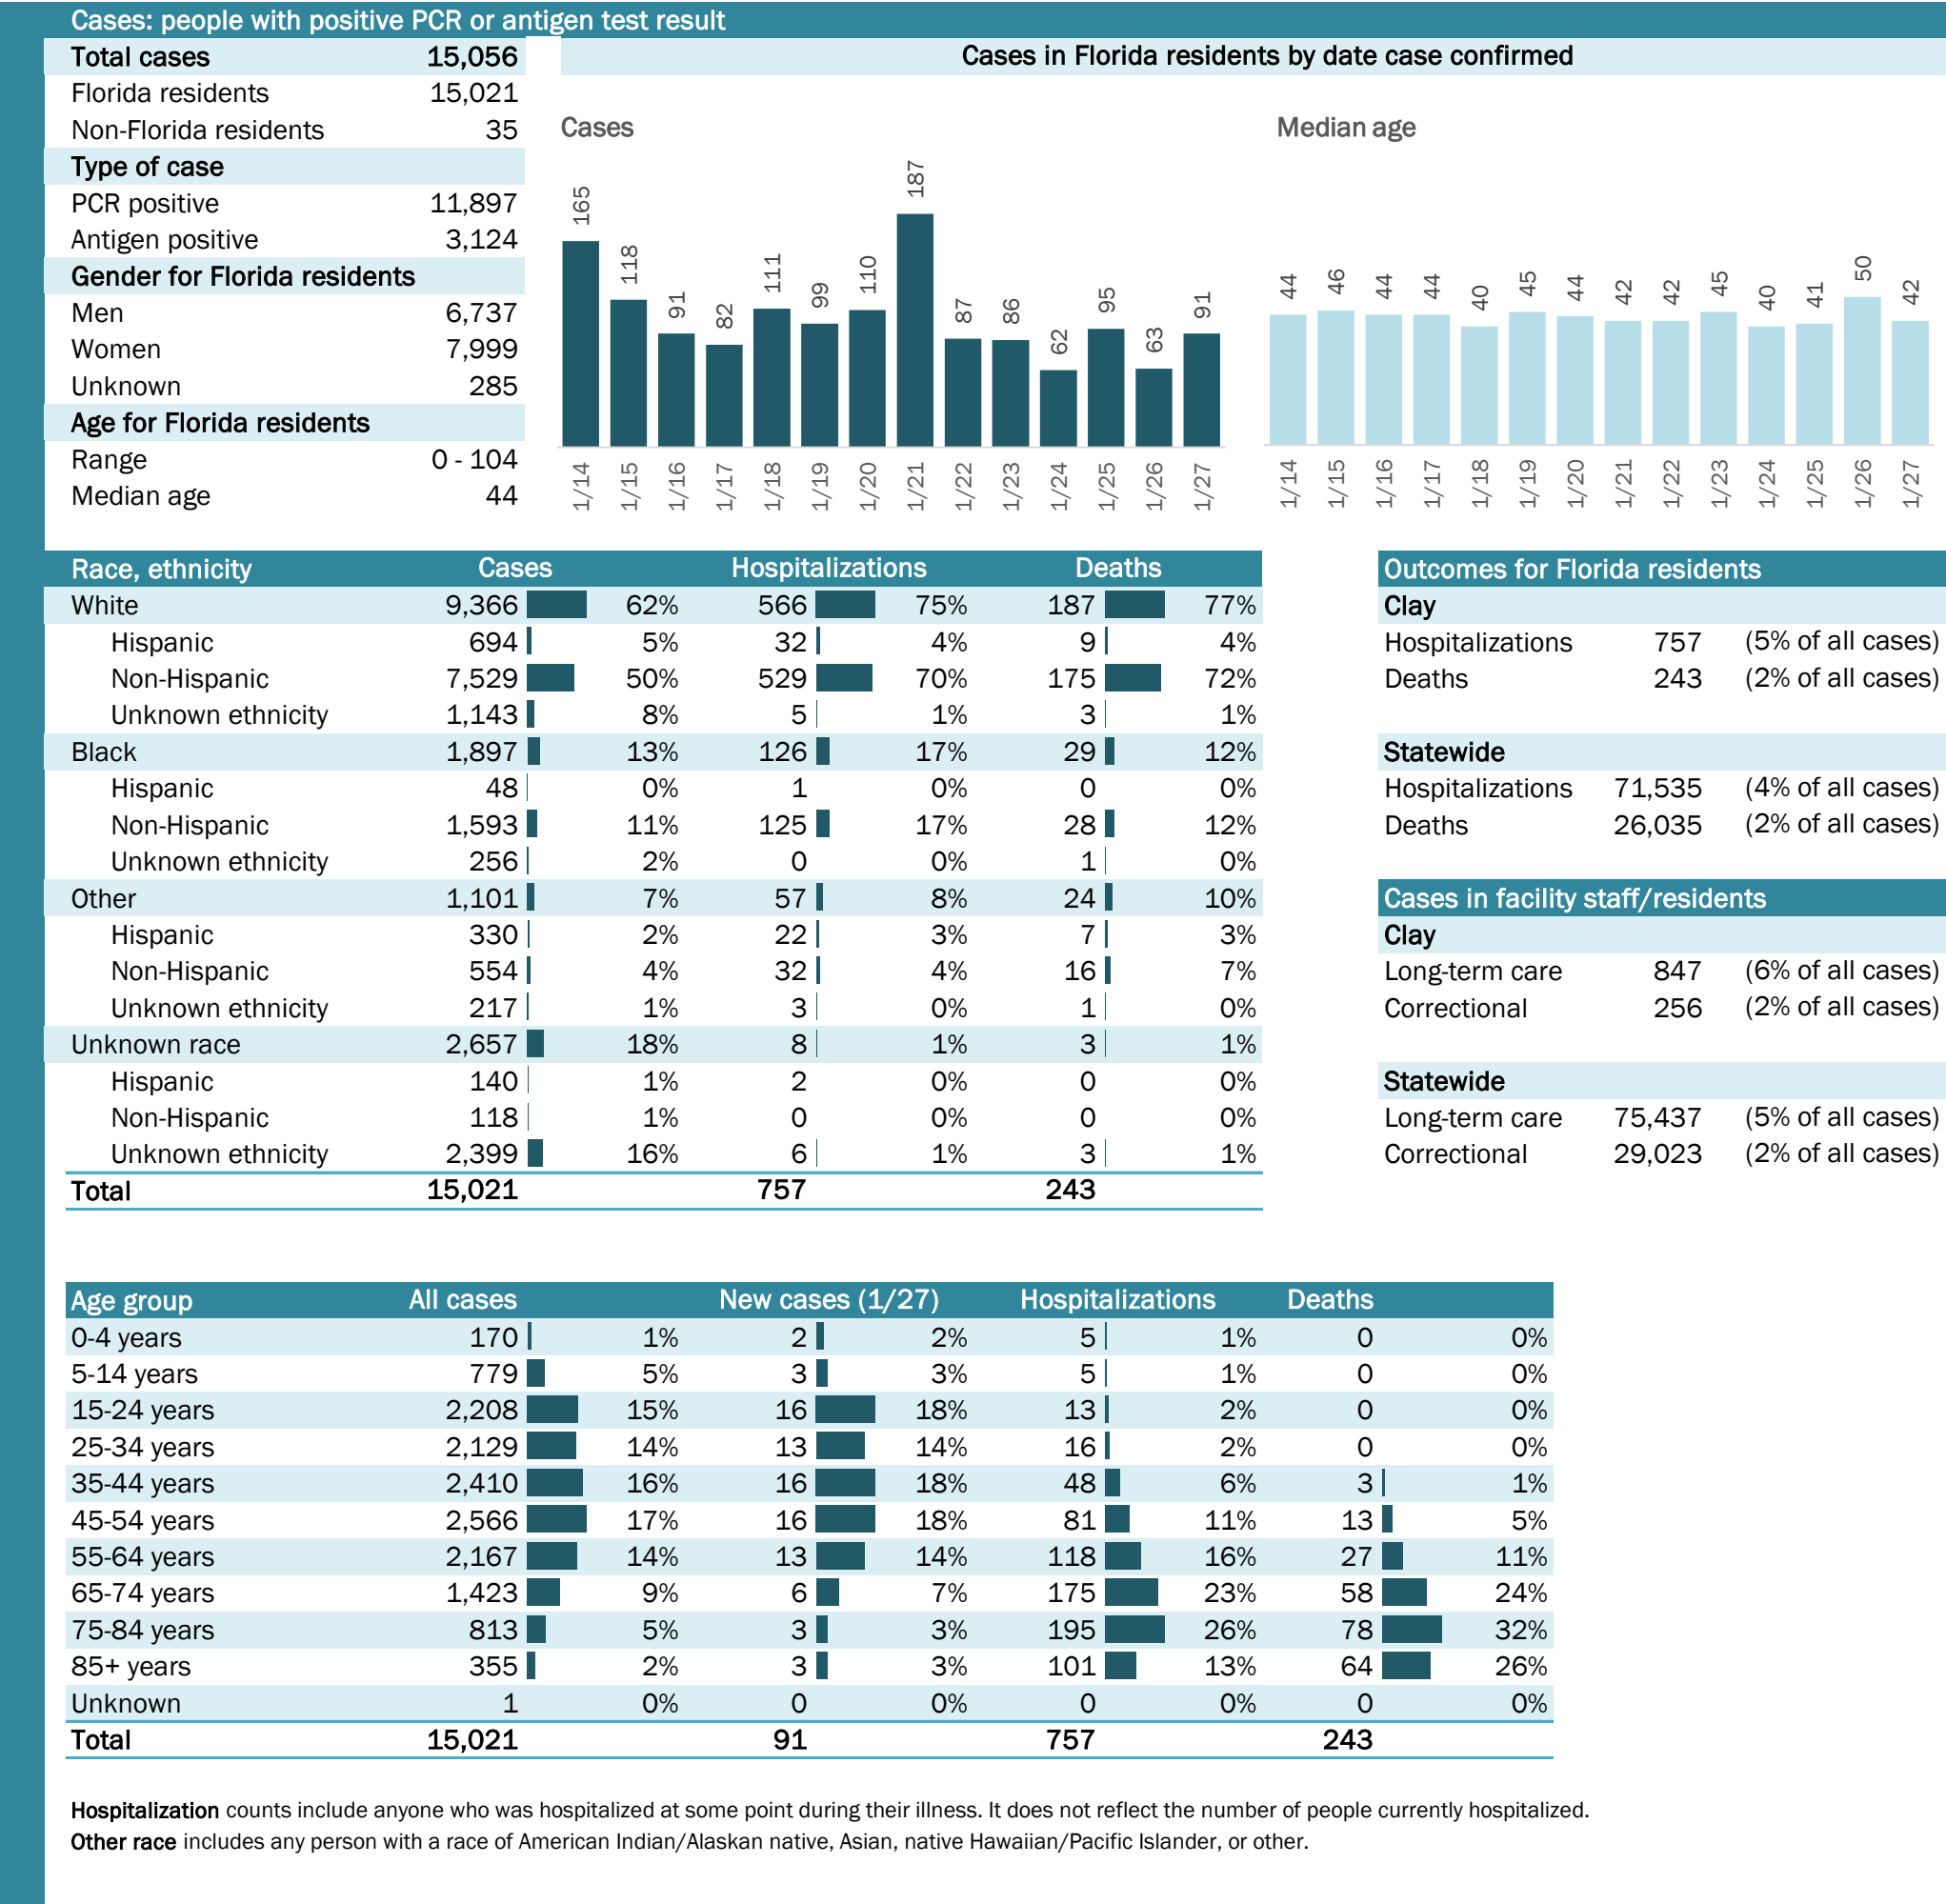 Cases: people with positive PCR or antigen test result
Total cases 15,056
Florida residents 15,021
Non-Florida residents 35
Type of case
PCR positive 11,897
Antigen positive 3,124
Gender for Florida residents
Men 6,737
Women 7,999
Unknown 285
Age for Florida residents
Range 0 - 104
Median age 44
Cases in Florida residents by date case confirmed
Cases
165 118 91 82 111 99 110 187 87 86 62 95 63 91
1/14 1/15 1/16 1/17 1/18 1/19 1/20 1/21 1/22 1/23 1/24 1/25 1/26 1/27
Median age
44 46 44 44 40 45 44 42 42 45 40 41 50 42
1/14 1/15 1/16 1/17 1/18 1/19 1/20 1/21 1/22 1/23 1/24 1/25 1/26 1/27
Race, ethnicity Cases Hospitalizations Deaths
White 9,366 62% 566 75% 187 77%
Hispanic 694 5% 32 4% 9 4%
Non-Hispanic 7,529 50% 529 70% 175 72%
Unknown ethnicity 1,143 8% 5 1% 3 1%
Black 1,897 13% 126 17% 29 12%
Hispanic 48 0% 1 0% 0 0%
Non-Hispanic 1,593 11% 125 17% 28 12%
Unknown ethnicity 256 2% 0 0% 1 0%
Other 1,101 7% 57 8% 24 10%
Hispanic 330 2% 22 3% 7 3%
Non-Hispanic 554 4% 32 4% 16 7%
Unknown ethnicity 217 1% 3 0% 1 0%
Unknown race 2,657 18% 8 1% 3 1%
Hispanic 140 1% 2 0% 0 0%
Non-Hispanic 118 1% 0 0% 0 0%
Unknown ethnicity 2,399 16% 6 1% 3 1%
Total 15,021 757 243
Outcomes for Florida residents
Clay
Hospitalizations 757 (5% of all cases)
Deaths 243 (2% of all cases)
Statewide
Hospitalizations 71,535 (4% of all cases)
Deaths 26,035 (2% of all cases)
Cases in facility staff/residents
Clay
Long-term care 847 (6% of all cases)
Correctional 256 (2% of all cases)
Statewide
Long-term care 75,437 (5% of all cases)
Correctional 29,023 (2% of all cases)
Age group All cases New cases (1/27) Hospitalizations Deaths
0-4 years 170 1% 2 2% 5 1% 0 0%
5-14 years 779 5% 3 3% 5 1% 0 0%
15-24 years 2,208 15% 16 18% 13 2% 0 0%
25-34 years 2,129 14% 13 14% 16 2% 0 0%
35-44 years 2,410 16% 16 18% 48 6% 3 1%
45-54 years 2,566 17% 16 18% 81 11% 13 5%
55-64 years 2,167 14% 13 14% 118 16% 27 11%
65-74 years 1,423 9% 6 7% 175 23% 58 24%
75-84 years 813 5% 3 3% 195 26% 78 32%
85+ years 355 2% 3 3% 101 13% 64 26%
Unknown 1 0% 0 0% 0 0% 0 0%
Total 15,021 91 757 243
Hospitalization counts include anyone who was hospitalized at some point during their illness. It does not reflect the number of people currently hospitalized.
Other race includes any person with a race of American Indian/Alaskan native, Asian, native Hawaiian/Pacific Islander, or other.